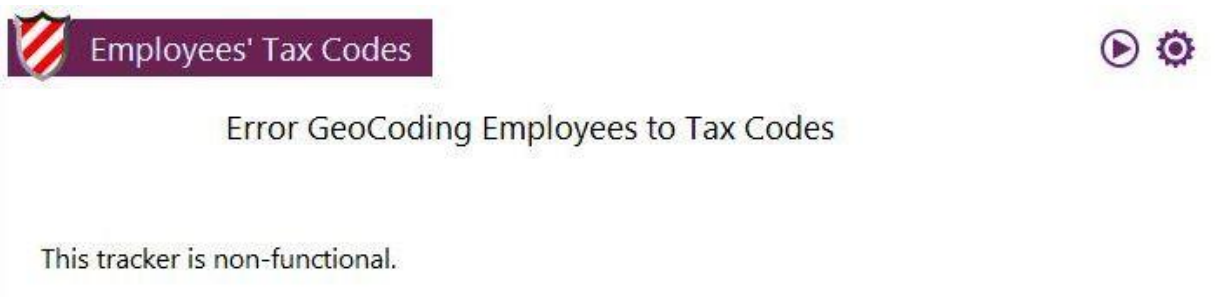 Employees' Tax Codes
Error GeoCoding Employees to Tax Codes
This tracker is non-functional.